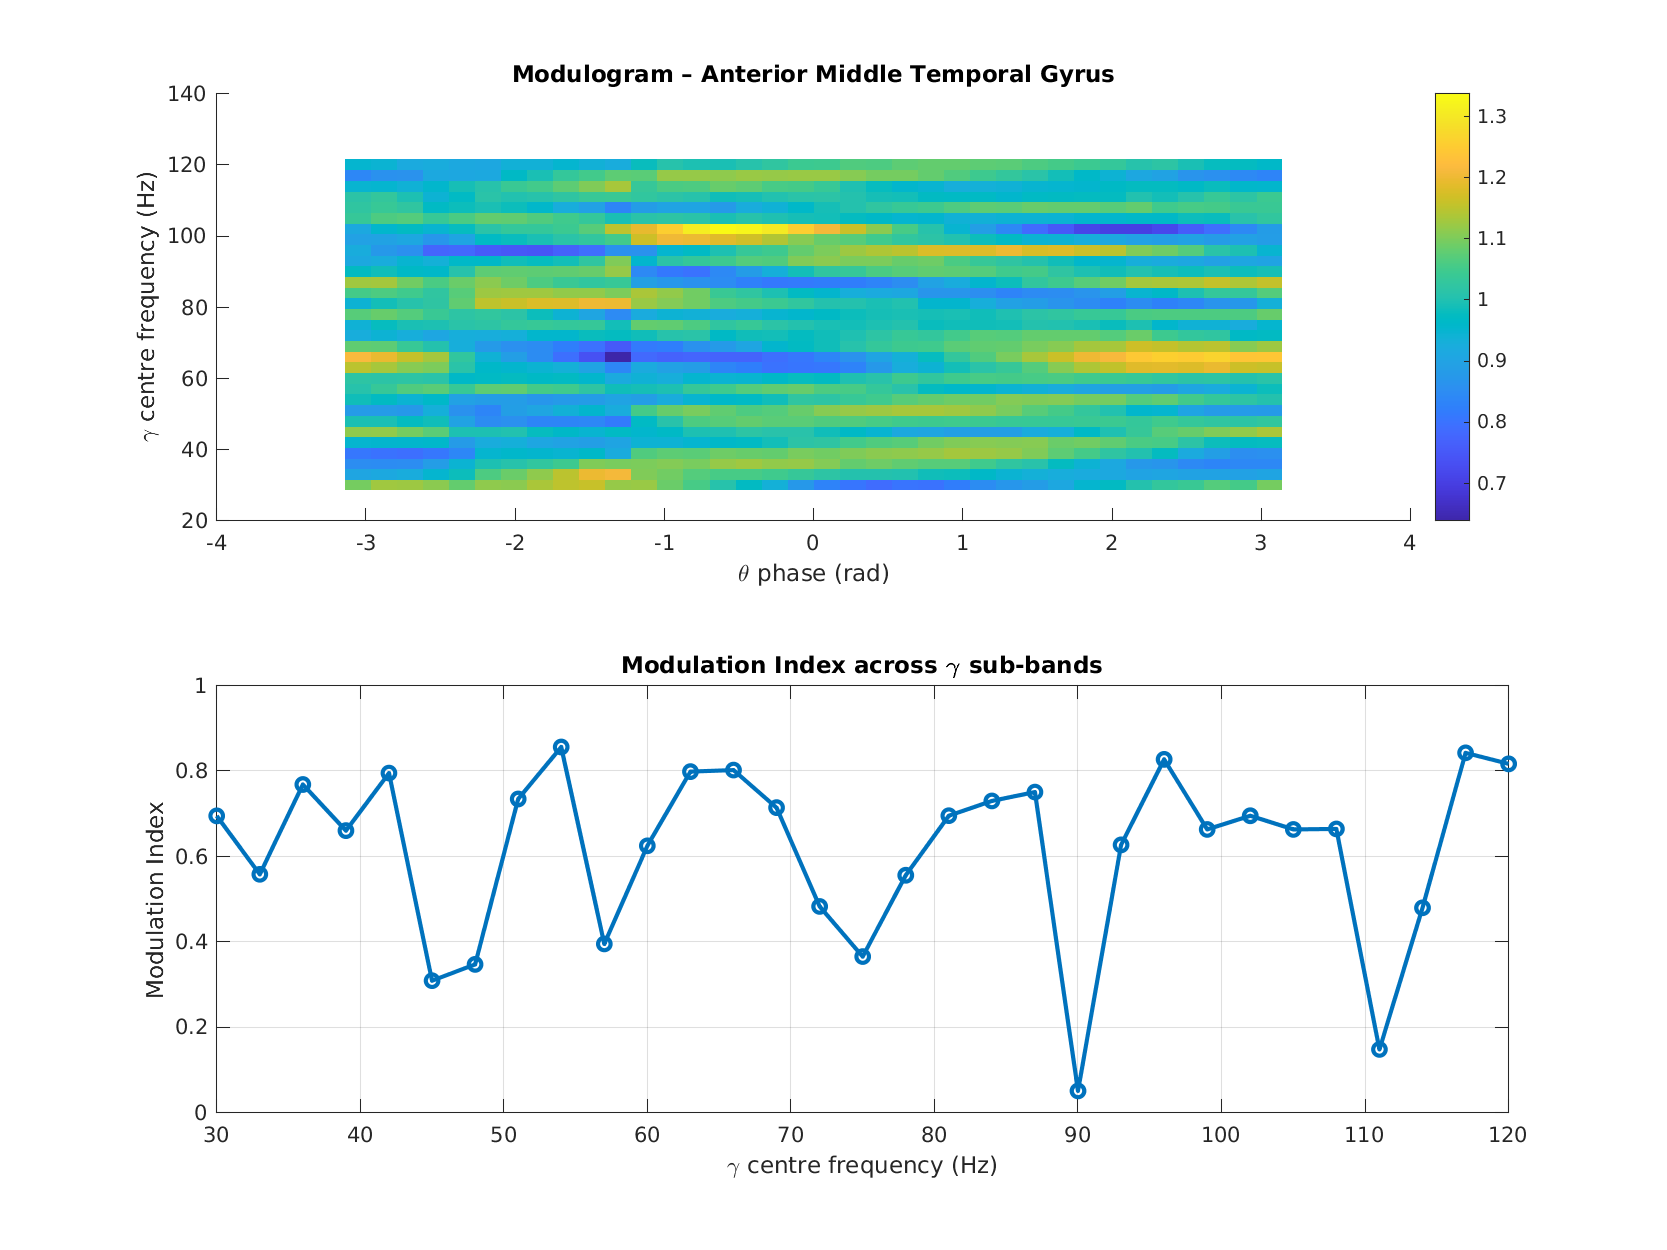 Modulogram – Anterior Middle Temporal Gyrus
140
120
100
80
60
40
20
γ centre frequency (Hz)
-4 -3 -2 -1 0 1 2 3 4
θ phase (rad)
1.3
1.2
1.1
1
0.9
0.8
0.7
Modulation Index across γ sub-bands
1
0.8
0.6
0.4
0.2
0
Modulation Index
30 40 50 60 70 80 90 100 110 120
γ centre frequency (Hz)